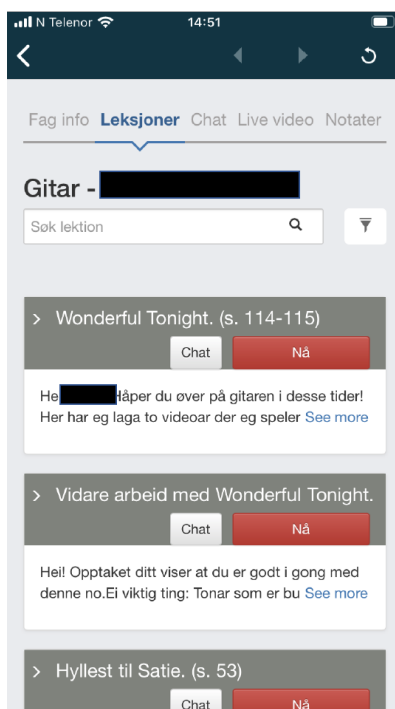 N Telenor 14:51
Fag info Leksjoner Chat Live video Notater
Gitar -
Søk lektion
Wonderful Tonight. (s. 114-115)
Chat Nå
He Håper du øver på gitaren i desse tider!
Her har eg laga to videoar der eg speler See more
Vidare arbeid med Wonderful Tonight.
Chat Nå
Hei! Opptaket ditt viser at du er godt i gong med
denne no.Ei viktig ting: Tonar som er bu See more
Hyllest til Satie. (s. 53)
Chat Nå